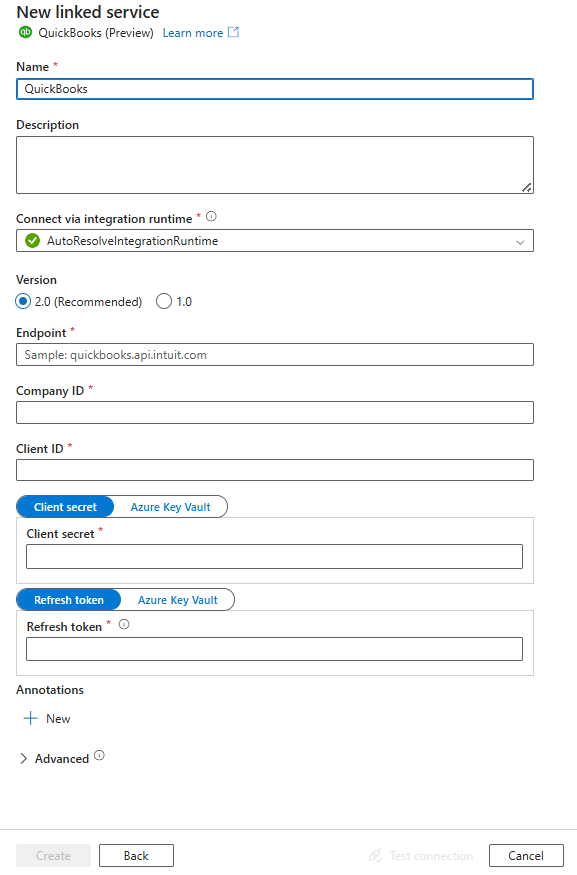 New linked service
qb QuickBooks (Preview) Learn more
Name *
QuickBooks
Description
Connect via integration runtime *
AutoResolveIntegrationRuntime
Version
2.0 (Recommended) 1.0
Endpoint *
Sample: quickbooks.api.intuit.com
Company ID *
Client ID *
Client secret Azure Key Vault
Client secret *
Refresh token Azure Key Vault
Refresh token *
Annotations
New
Advanced
Create Back Test connection Cancel